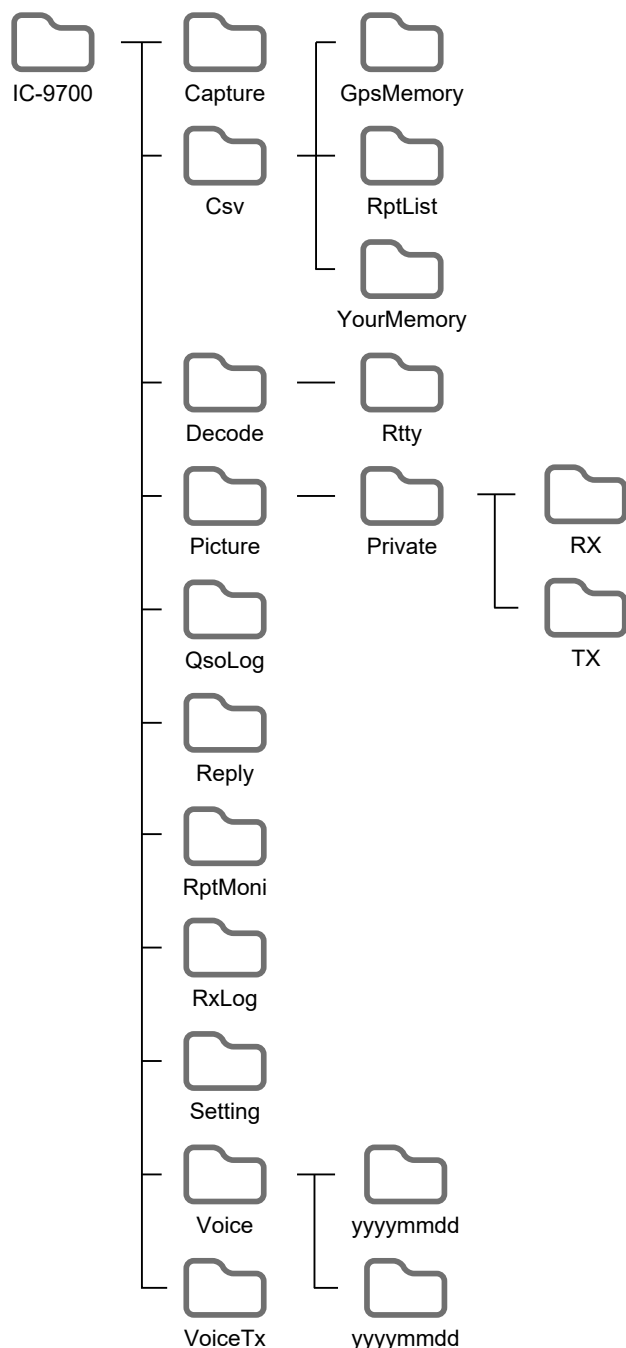 IC-9700
Capture
GpsMemory
Csv
RptList
YourMemory
Decode
Rtty
Picture
Private
RX
QsoLog
TX
Reply
RptMoni
RxLog
Setting
Voice
yyyymmdd
VoiceTx
yyyymmdd